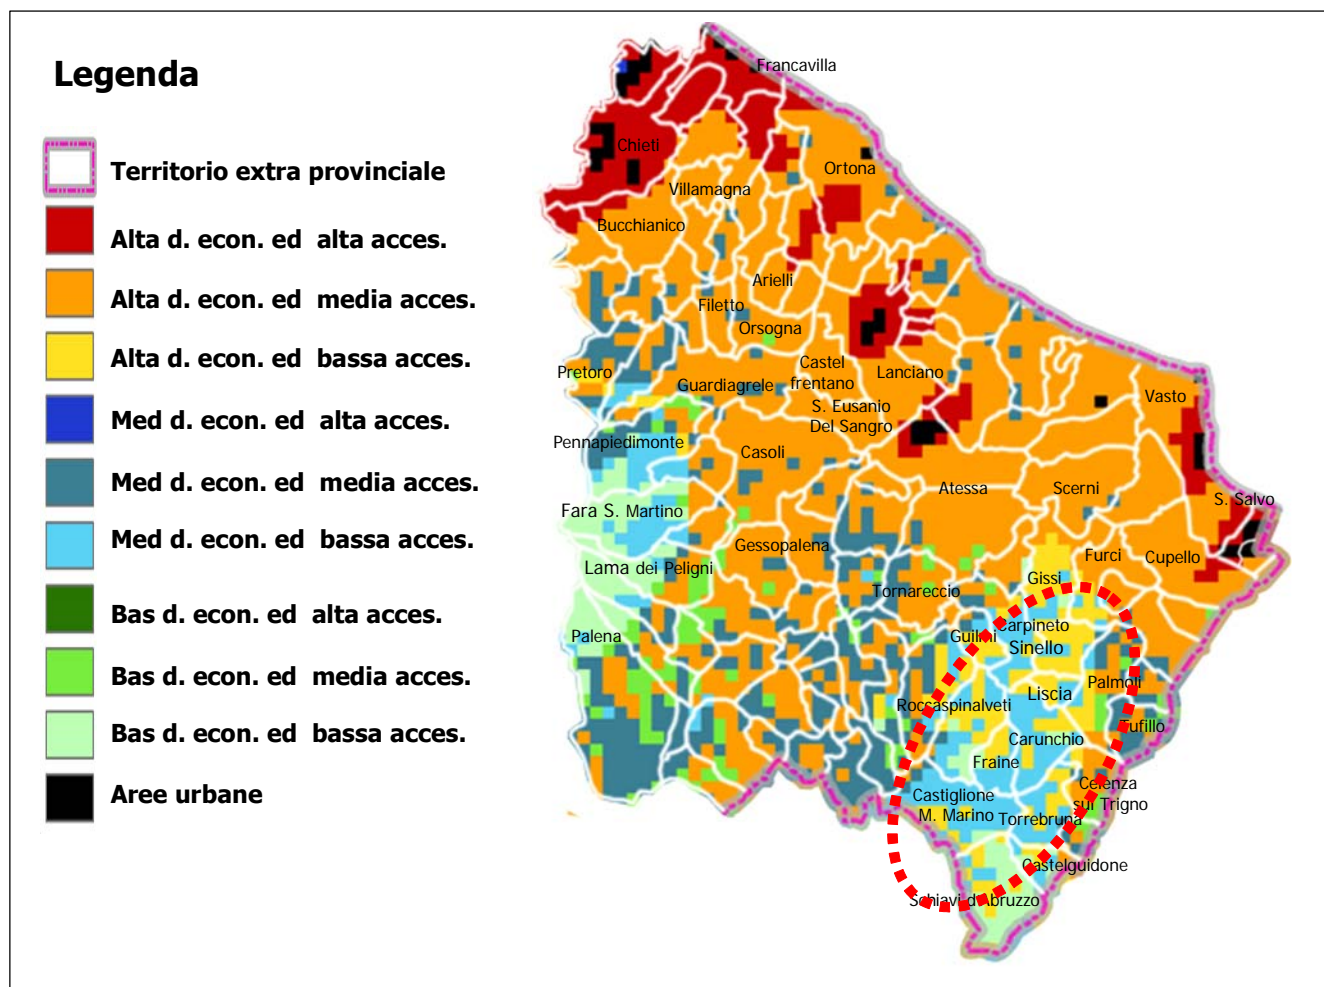 Legenda
Territorio extra provinciale
Alta d. econ. ed alta acces.
Alta d. econ. ed media acces.
Alta d. econ. ed bassa acces.
Med d. econ. ed alta acces.
Med d. econ. ed media acces.
Med d. econ. ed bassa acces.
Bas d. econ. ed alta acces.
Bas d. econ. ed media acces.
Bas d. econ. ed bassa acces.
Aree urbane
Francavilla
Chieti
Ortona
Villamagna
Bucchianico
Arielli
Filetto
Orsogna
Castel
frentano
Lanciano
Pretoro
Guardiagrele
Vasto
S. Eusanio
Del Sangro
Pennapiedimonte
Casoli
Atessa
Scerni
S. Salvo
Fara S. Martino
Gessopalena
Furci
Cupello
Lama dei Peligni
Gissi
Tornareccio
Carpineto
Sinello
Guilmi
Palena
Palmoli
Liscia
Roccaspinalveti
Tufillo
Carunchio
Fraine
Celenza
sul Trigno
Castiglione
M. Marino
Torrebruna
Castelguidone
Schiavi d'Abruzzo